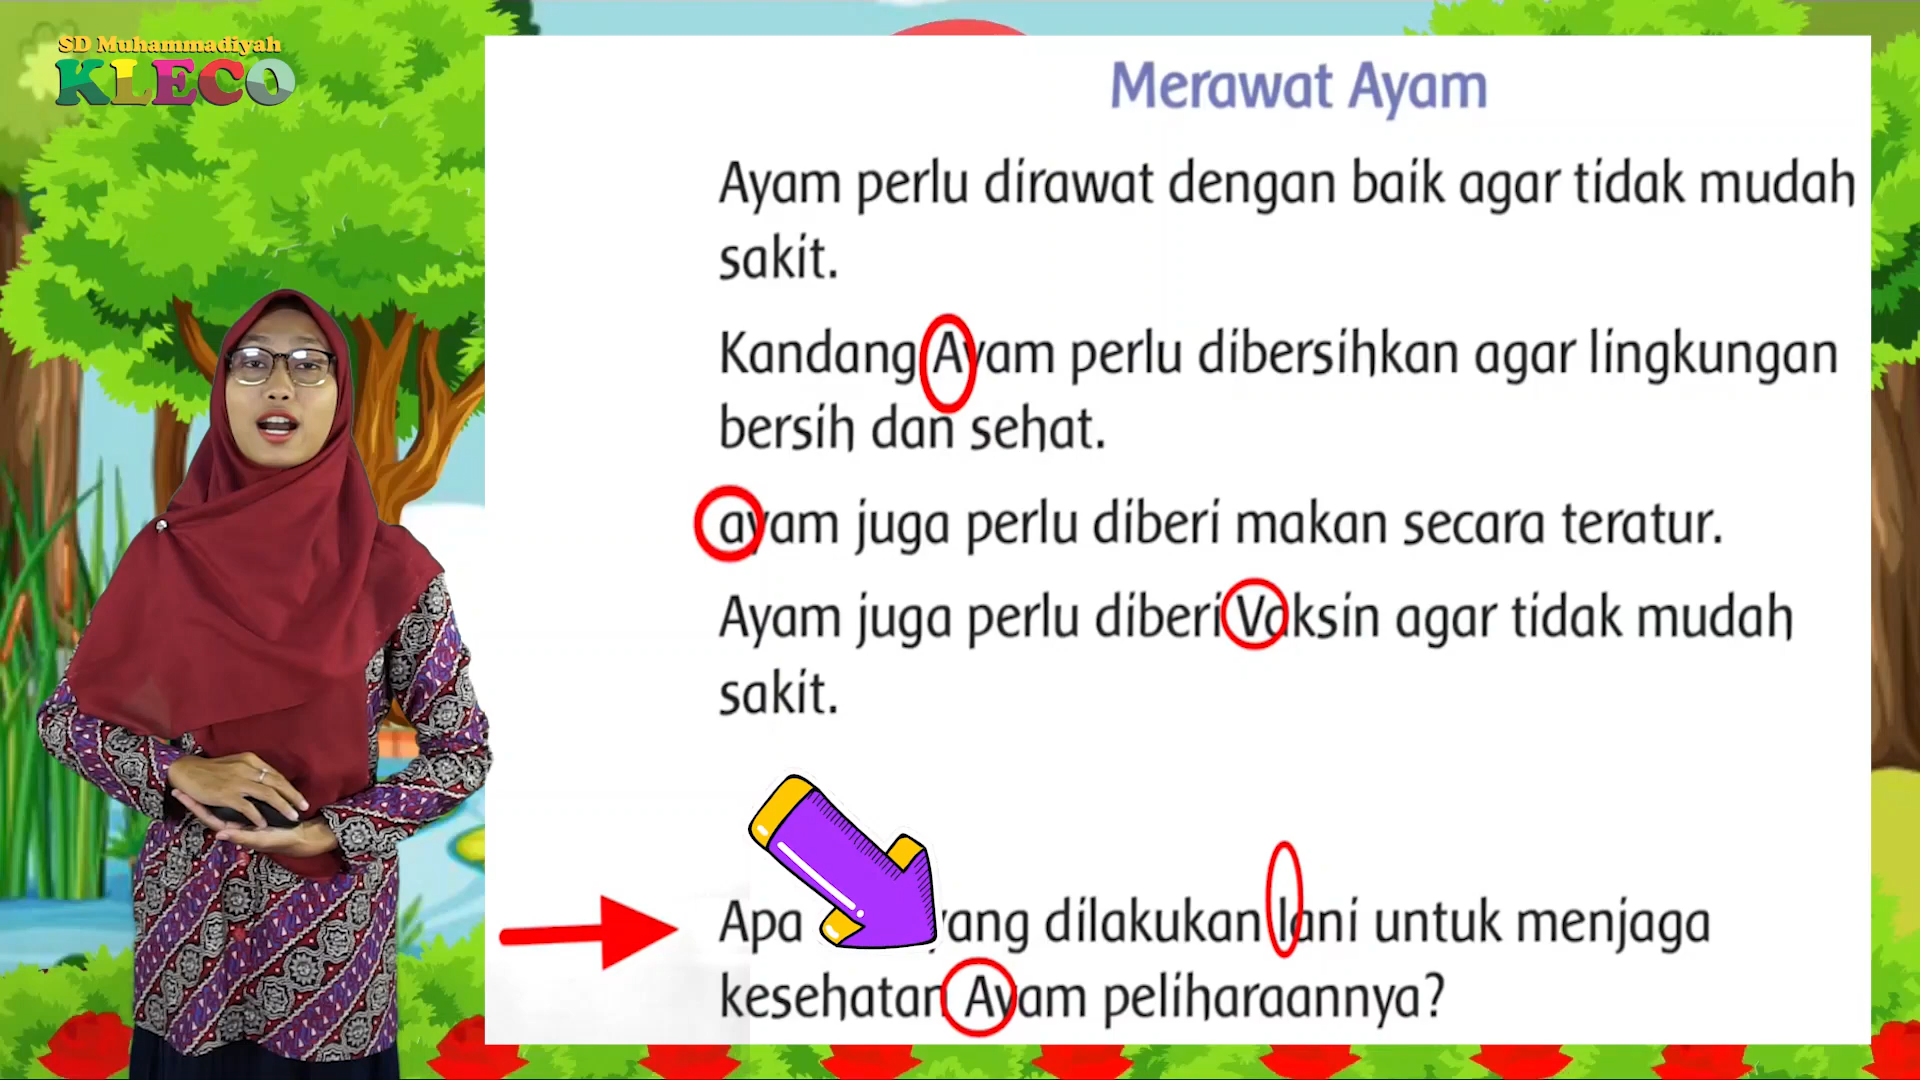 SD Muhammadiyah
KLECO
Merawat Ayam
Ayam perlu dirawat dengan baik agar tidak mudah
sakit.
Kandang Ayam perlu dibersihkan agar lingkungan
bersih dan sehat.
ayam juga perlu diberi makan secara teratur.
Ayam juga perlu diberi Vaksin agar tidak mudah
sakit.
Apa yang dilakukan lani untuk menjaga
kesehatan Ayam peliharaannya?